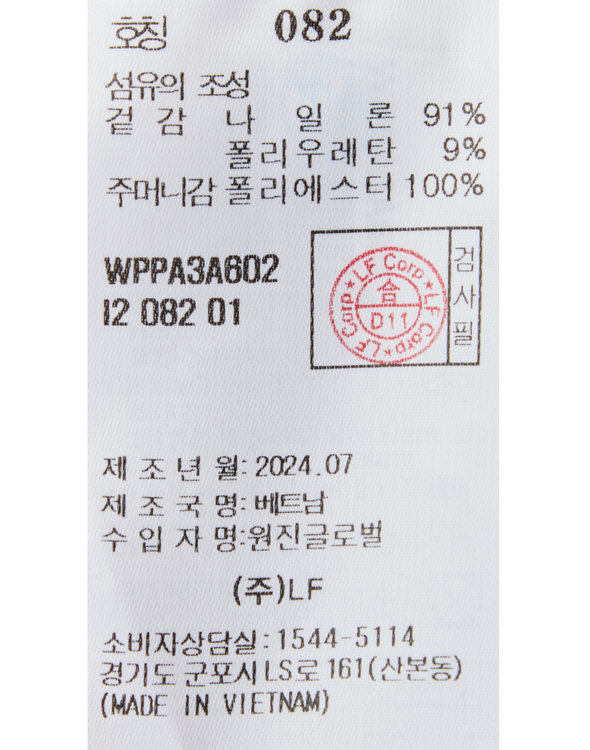 호칭 082
섬유의 조성
겉감 나일론 91%
폴리우레탄 9%
주머니감 폴리에스터 100%
WPPA3A602
I2 082 01
LF Corp ★ LF Corp ★ LF Corp ★
合
D11
검사필
제조년월: 2024.07
제조국명: 베트남
수입자명:원진글로벌
(주)LF
소비자상담실:1544-5114
경기도 군포시 LS로 161(산본동)
(MADE IN VIETNAM)